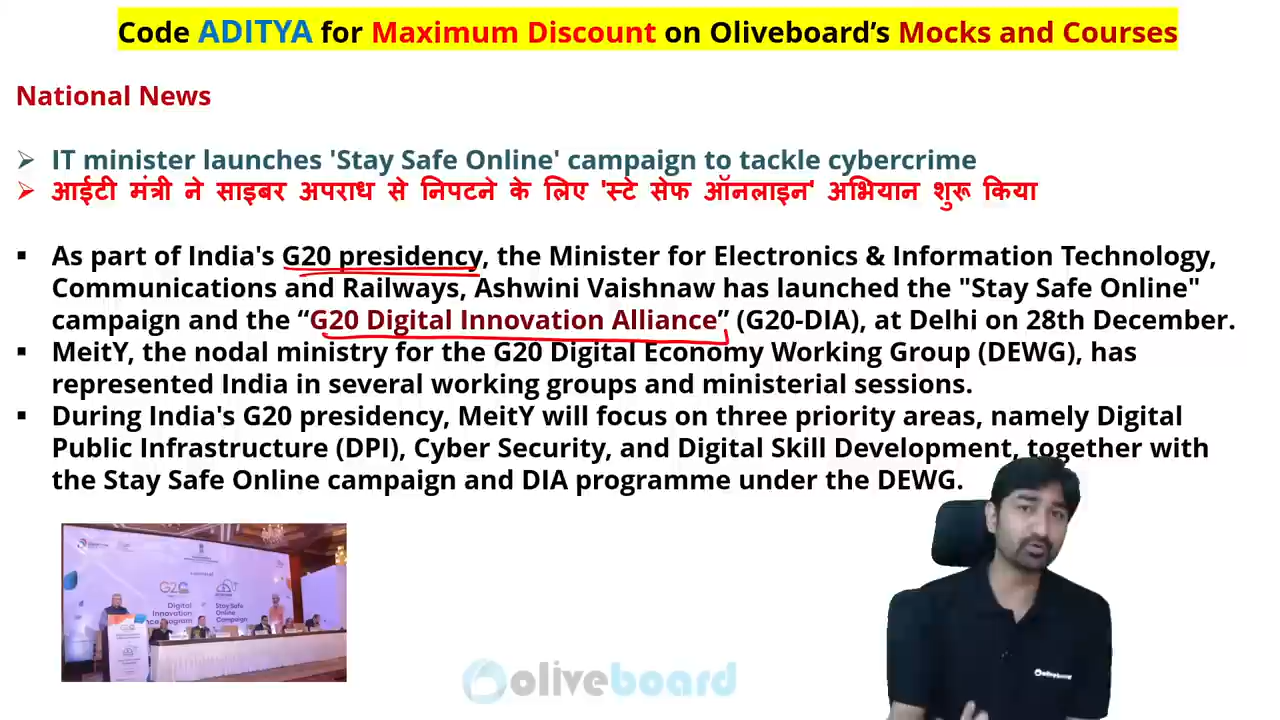 Code ADITYA for Maximum Discount on Oliveboard’s Mocks and Courses
National News
➢ IT minister launches 'Stay Safe Online' campaign to tackle cybercrime
➢ आईटी मंत्री ने साइबर अपराध से निपटने के लिए 'स्टे सेफ ऑनलाइन' अभियान शुरू किया
▪ As part of India's G20 presidency, the Minister for Electronics & Information Technology,
Communications and Railways, Ashwini Vaishnaw has launched the "Stay Safe Online"
campaign and the “G20 Digital Innovation Alliance” (G20-DIA), at Delhi on 28th December.
▪ MeitY, the nodal ministry for the G20 Digital Economy Working Group (DEWG), has
represented India in several working groups and ministerial sessions.
▪ During India's G20 presidency, MeitY will focus on three priority areas, namely Digital
Public Infrastructure (DPI), Cyber Security, and Digital Skill Development, together with
the Stay Safe Online campaign and DIA programme under the DEWG.
G20
Digital
Innovation
Stay Safe
Online
Campaign
oliveboard
oliveboard